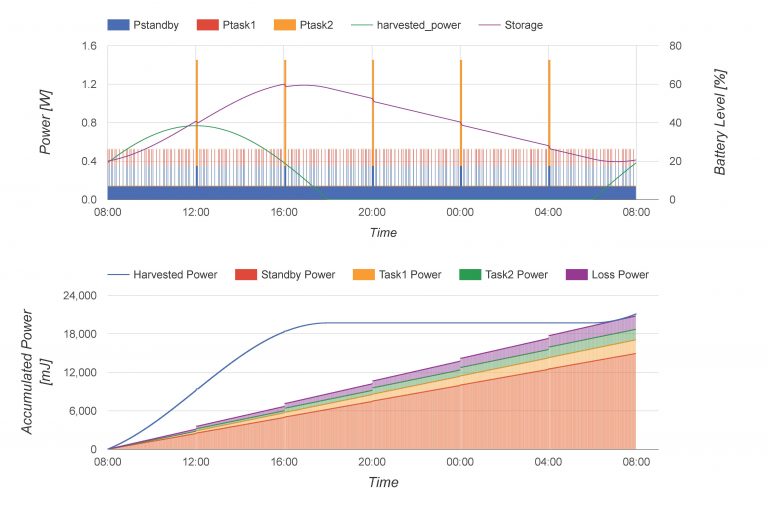 Pstandby Ptask1 Ptask2 harvested_power Storage
1.6 80
1.2 60
0.8 40
0.4 20
0.0 0
Power [W]
Battery Level [%]
08:00 12:00 16:00 20:00 00:00 04:00 08:00
Time
Harvested Power Standby Power Task1 Power Task2 Power Loss Power
24,000
18,000
12,000
6,000
0
Accumulated Power
[mJ]
08:00 12:00 16:00 20:00 00:00 04:00 08:00
Time